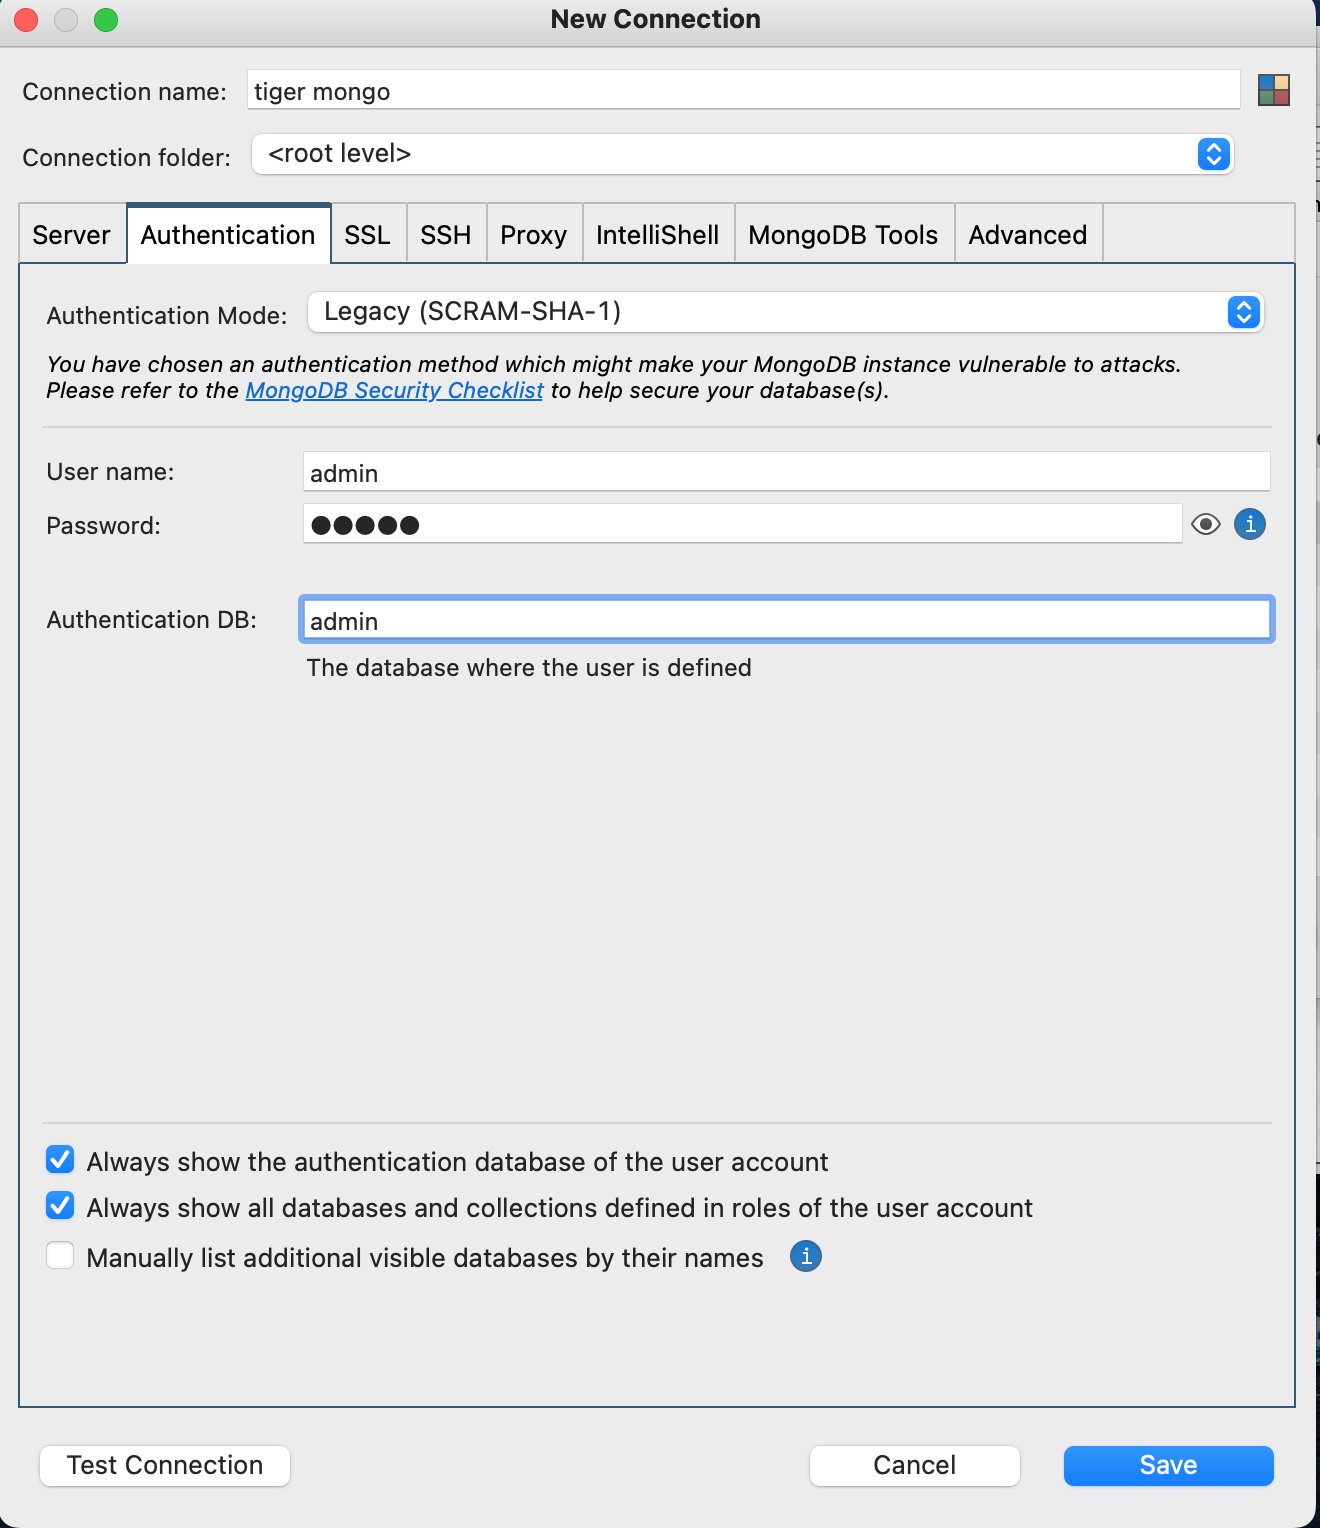 New Connection
Connection name: tiger mongo
Connection folder: <root level>
Server Authentication SSL SSH Proxy IntelliShell MongoDB Tools Advanced
Authentication Mode: Legacy (SCRAM-SHA-1)
You have chosen an authentication method which might make your MongoDB instance vulnerable to attacks.
Please refer to the MongoDB Security Checklist to help secure your database(s).
User name: admin
Password: ●●●●●
Authentication DB: admin
The database where the user is defined
Always show the authentication database of the user account
Always show all databases and collections defined in roles of the user account
Manually list additional visible databases by their names
Test Connection Cancel Save